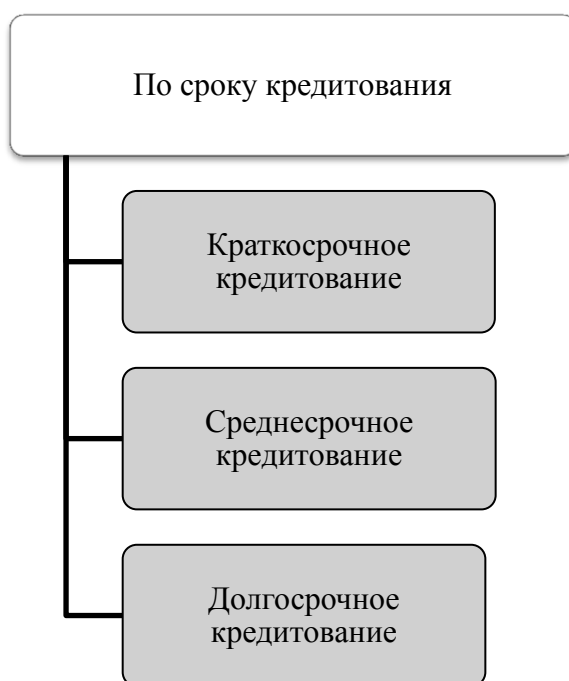 По сроку кредитования
Краткосрочное
кредитование
Среднесрочное
кредитование
Долгосрочное
кредитование